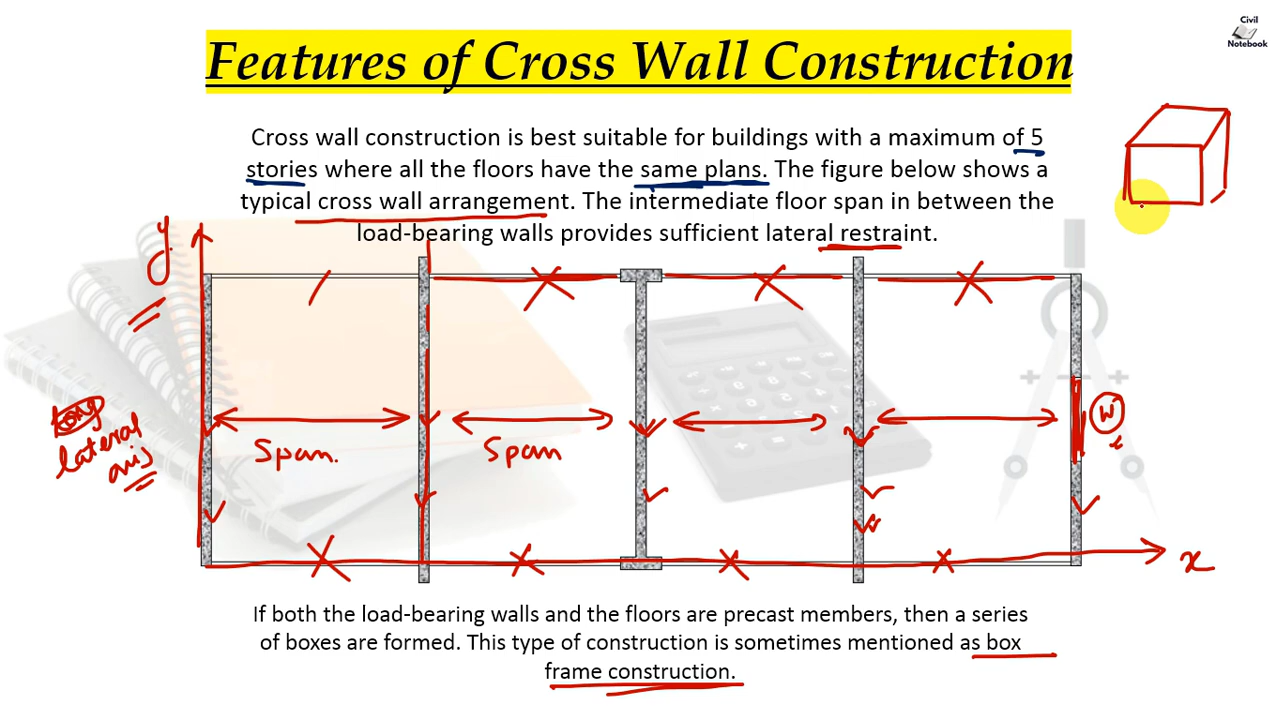 Civil
Notebook
Features of Cross Wall Construction
Cross wall construction is best suitable for buildings with a maximum of 5
stories where all the floors have the same plans. The figure below shows a
typical cross wall arrangement. The intermediate floor span in between the
load-bearing walls provides sufficient lateral restraint.
y
lateral
axis
Span.
Span
W
x
If both the load-bearing walls and the floors are precast members, then a series
of boxes are formed. This type of construction is sometimes mentioned as box
frame construction.